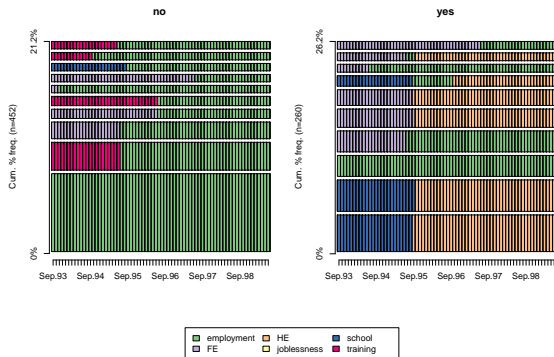 no
yes
21.2%
Cum. % freq. (n=452)
0%
26.2%
Cum. % freq. (n=260)
0%
Sep.93 Sep.94 Sep.95 Sep.96 Sep.97 Sep.98
Sep.93 Sep.94 Sep.95 Sep.96 Sep.97 Sep.98
employment HE school
FE joblessness training